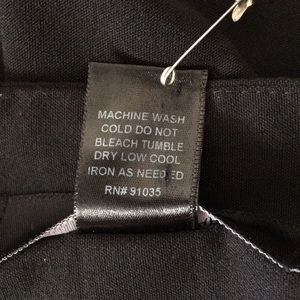 MACHINE WASH
COLD DO NOT
BLEACH TUMBLE
DRY LOW COOL
IRON AS NEEDED
RN# 91035